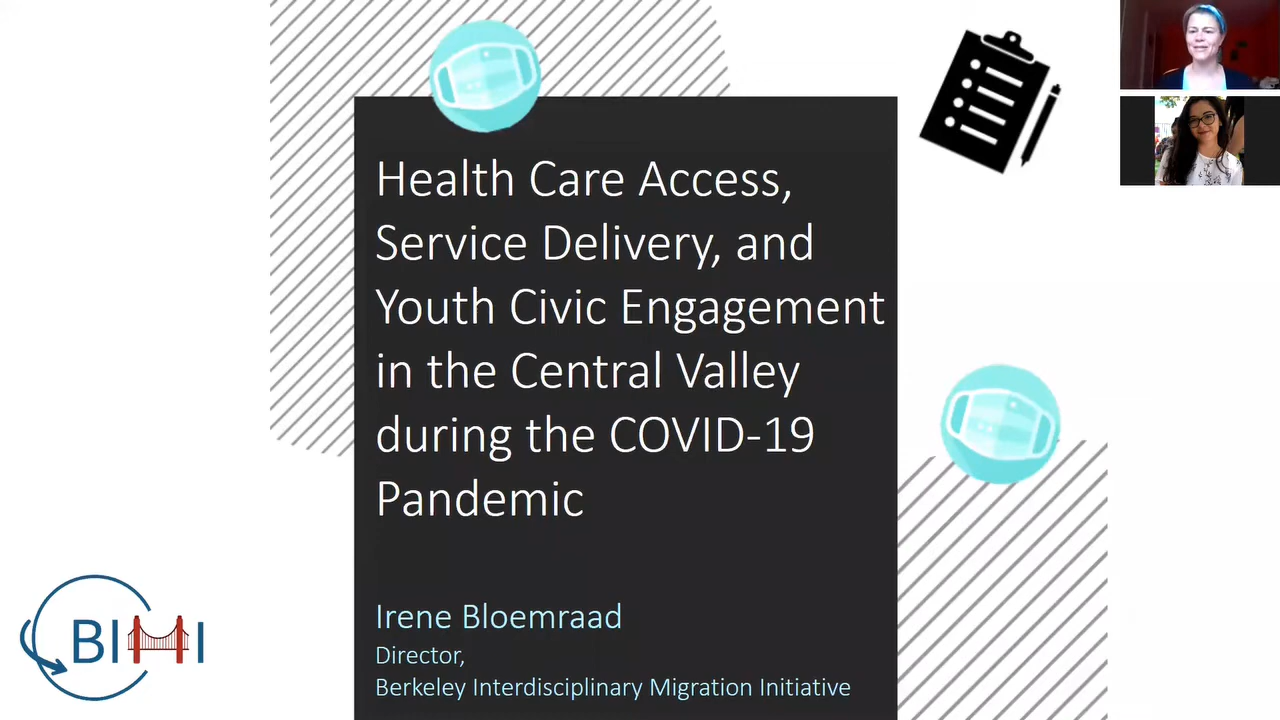 Health Care Access,
Service Delivery, and
Youth Civic Engagement
in the Central Valley
during the COVID-19
Pandemic
Irene Bloemraad
Director,
Berkeley Interdisciplinary Migration Initiative
BIMI